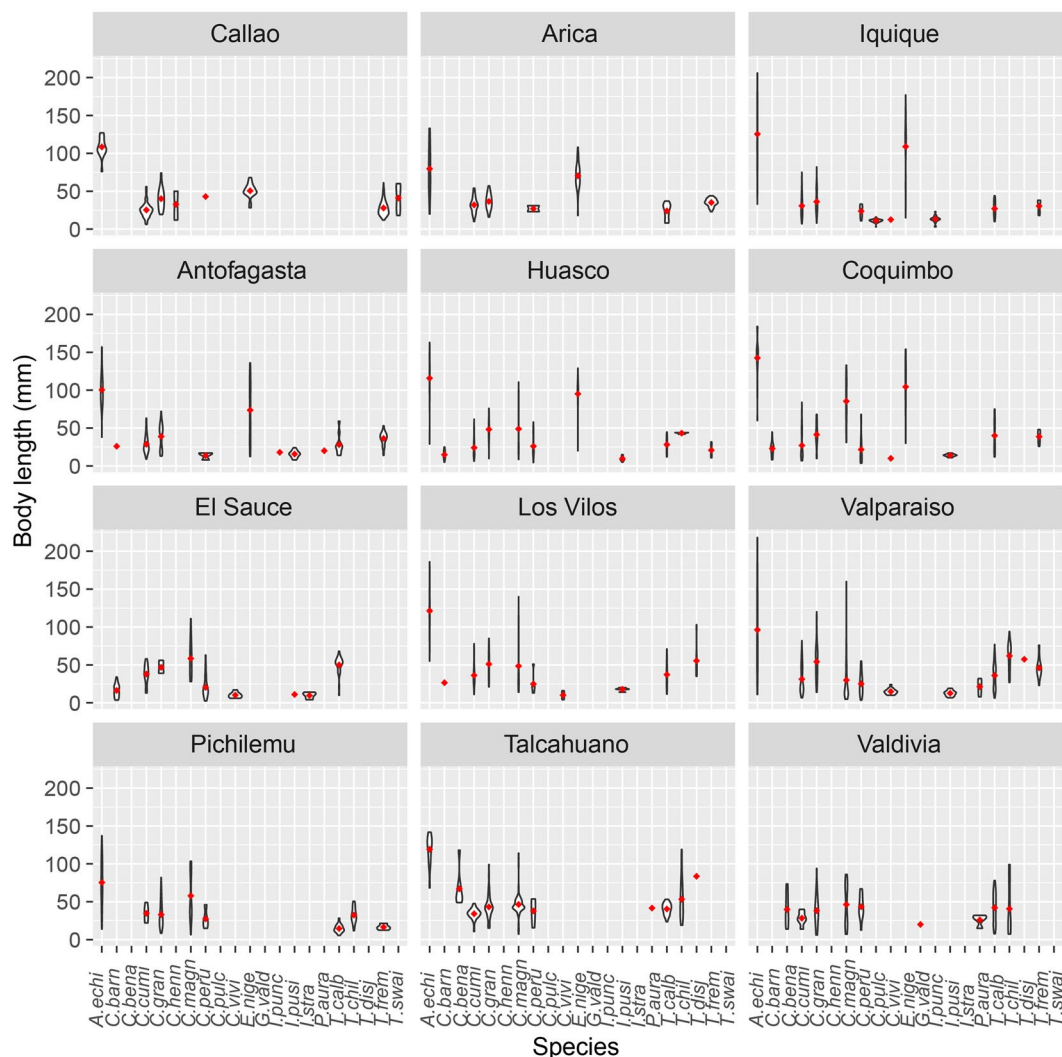 Callao Arica Iquique
200
150
100
50
0
Antofagasta Huasco Coquimbo
200
150
100
50
0
Body length (mm)
El Sauce Los Vilos Valparaiso
200
150
100
50
0
Pichilemu Talcahuano Valdivia
200
150
100
50
0
A.echi C.barn C.bena C.cumi C.gran C.henn C.magn C.peru C.pulc C.vivi E.nige G.vald I.punc I.pusi I.stra P.aura T.calb T.chil T.disj T.frem T.swai
A.echi C.barn C.bena C.cumi C.gran C.henn C.magn C.peru C.pulc C.vivi E.nige G.vald I.punc I.pusi I.stra P.aura T.calb T.chil T.disj T.frem T.swai
A.echi C.barn C.bena C.cumi C.gran C.henn C.magn C.peru C.pulc C.vivi E.nige G.vald I.punc I.pusi I.stra P.aura T.calb T.chil T.disj T.frem T.swai
Species